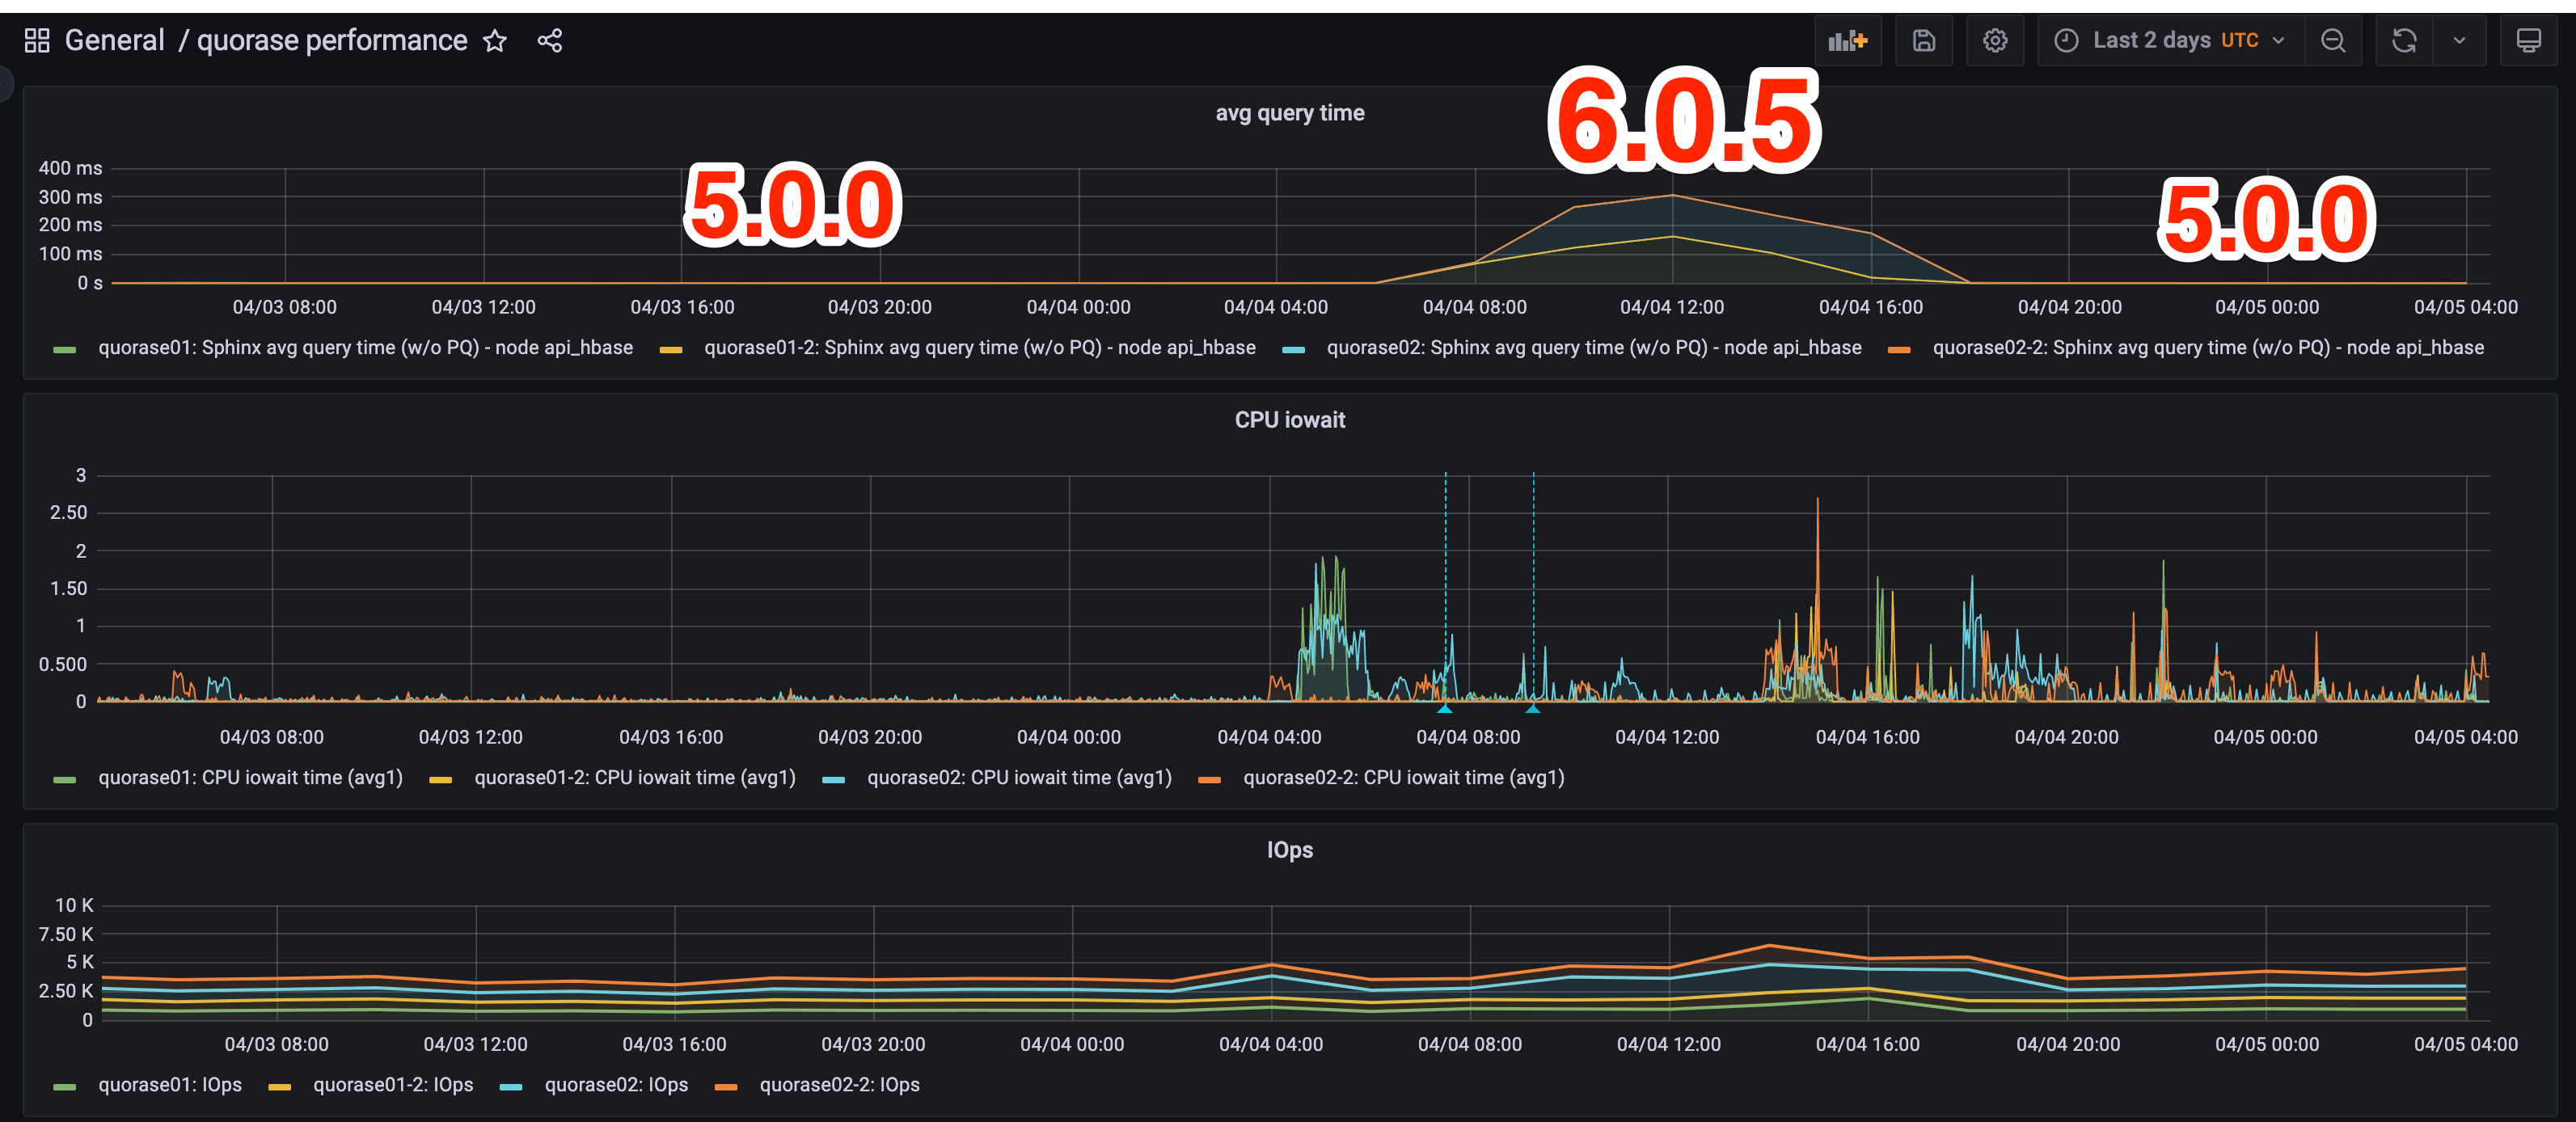 General / quorase performance
Last 2 days UTC
avg query time
6.0.5
5.0.0
5.0.0
400 ms
300 ms
200 ms
100 ms
0 s
04/03 08:00 04/03 12:00 04/03 16:00 04/03 20:00 04/04 00:00 04/04 04:00 04/04 08:00 04/04 12:00 04/04 16:00 04/04 20:00 04/05 00:00 04/05 04:00
quorase01: Sphinx avg query time (w/o PQ) - node api_hbase quorase01-2: Sphinx avg query time (w/o PQ) - node api_hbase quorase02: Sphinx avg query time (w/o PQ) - node api_hbase quorase02-2: Sphinx avg query time (w/o PQ) - node api_hbase
CPU iowait
3
2.50
2
1.50
1
0.500
0
04/03 08:00 04/03 12:00 04/03 16:00 04/03 20:00 04/04 00:00 04/04 04:00 04/04 08:00 04/04 12:00 04/04 16:00 04/04 20:00 04/05 00:00 04/05 04:00
quorase01: CPU iowait time (avg1) quorase01-2: CPU iowait time (avg1) quorase02: CPU iowait time (avg1) quorase02-2: CPU iowait time (avg1)
IOps
10 K
7.50 K
5 K
2.50 K
0
04/03 08:00 04/03 12:00 04/03 16:00 04/03 20:00 04/04 00:00 04/04 04:00 04/04 08:00 04/04 12:00 04/04 16:00 04/04 20:00 04/05 00:00 04/05 04:00
quorase01: IOps quorase01-2: IOps quorase02: IOps quorase02-2: IOps